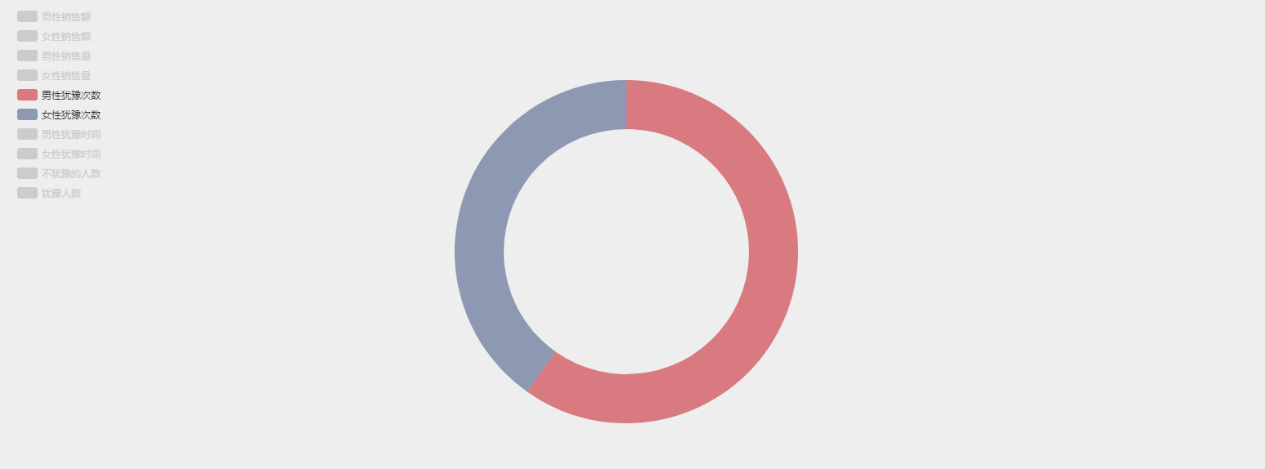 男性销售额
女性销售额
男性销售量
女性销售量
男性犹豫次数
女性犹豫次数
男性犹豫时间
女性犹豫时间
不犹豫的人数
犹豫人数